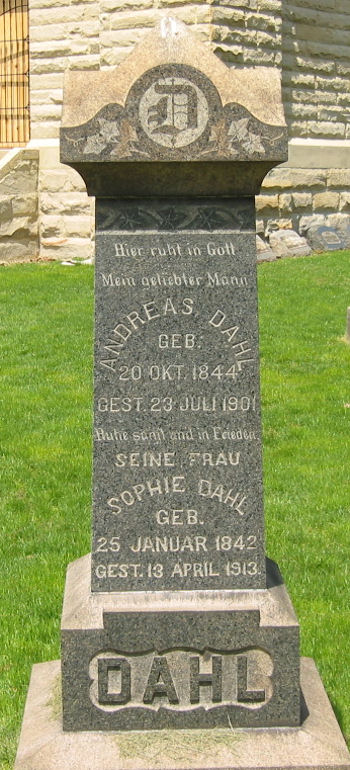 D
Hier ruht in Gott
Mein geliebter Mann
ANDREAS DAHL
GEB.
20 OKT. 1844
GEST. 23 JULI 1901
Ruhe sanft und in Frieden.
SEINE FRAU
SOPHIE DAHL
GEB.
25 JANUAR 1842
GEST. 13 APRIL 1913.
DAHL